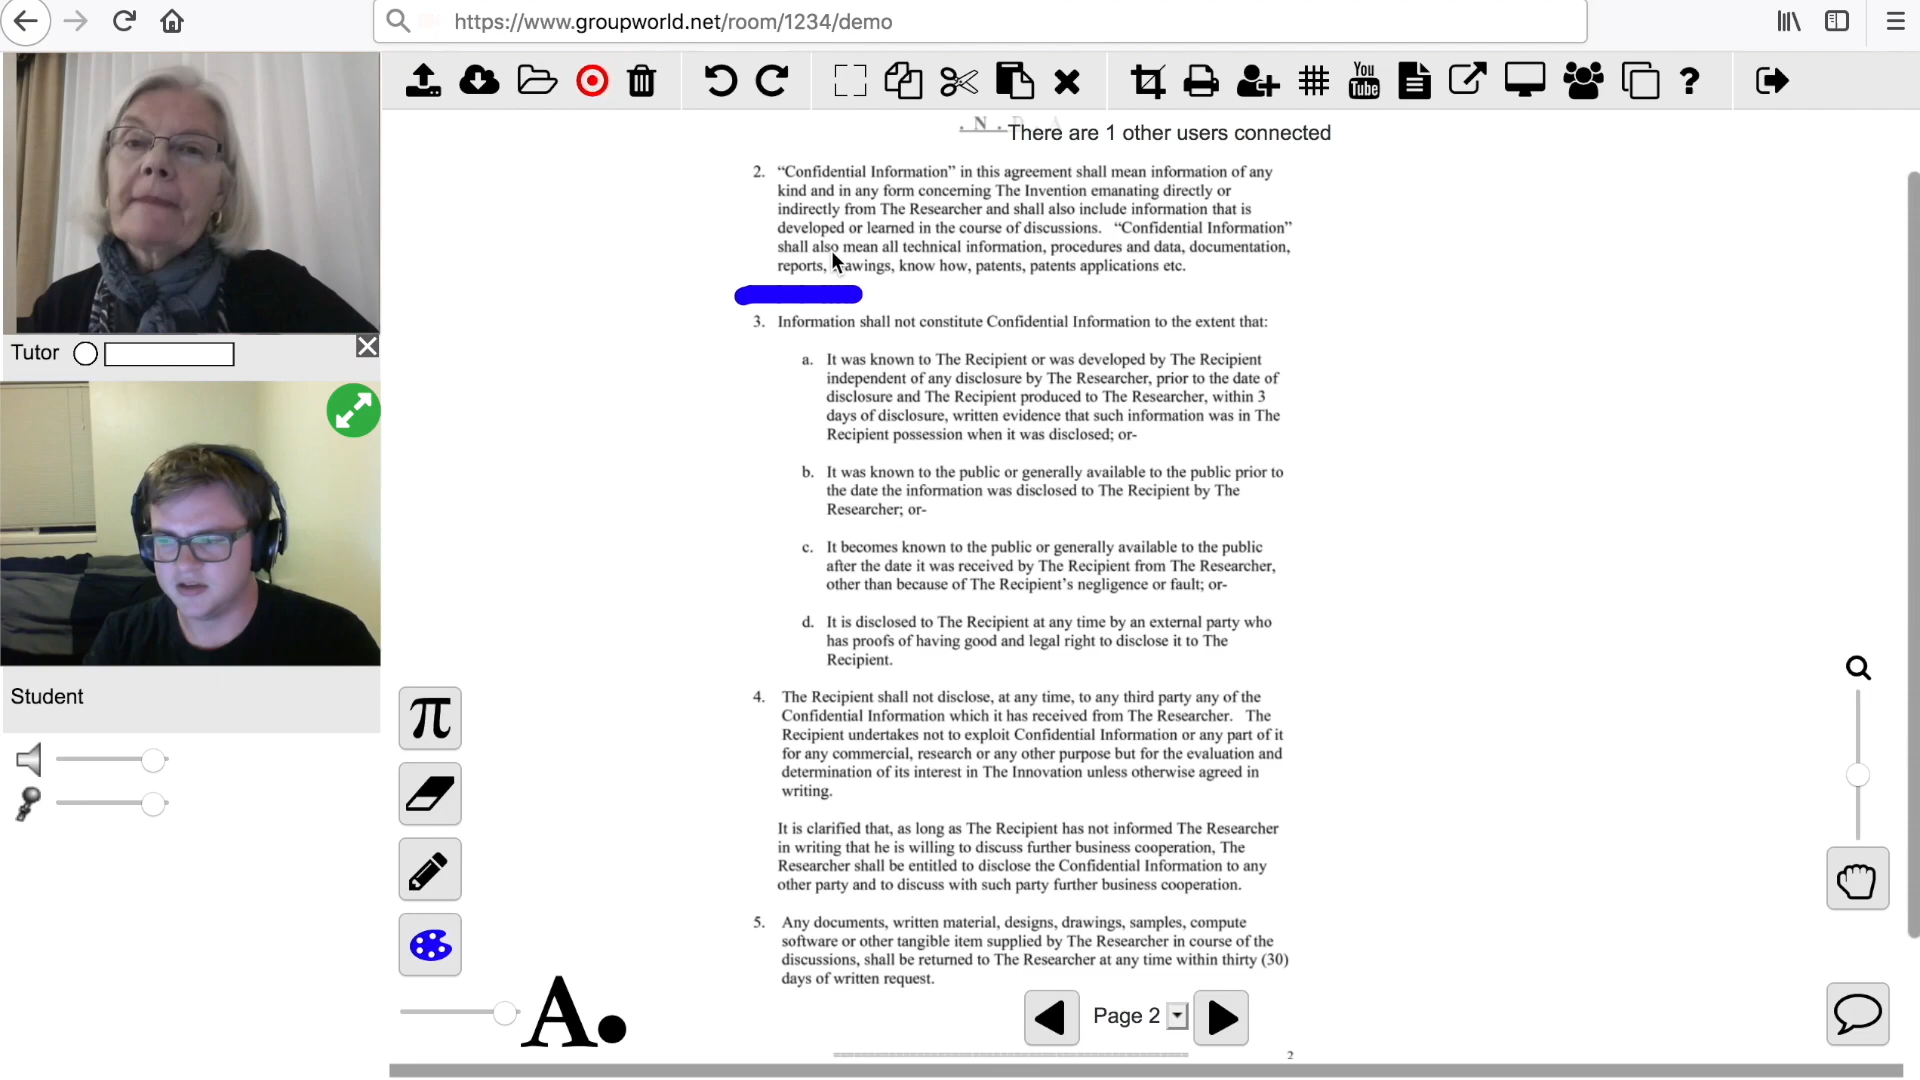 https://www.groupworld.net/room/1234/demo
You
Tube
?
. N . D . A
There are 1 other users connected
2. “Confidential Information” in this agreement shall mean information of any
kind and in any form concerning The Invention emanating directly or
indirectly from The Researcher and shall also include information that is
developed or learned in the course of discussions. “Confidential Information”
shall also mean all technical information, procedures and data, documentation,
reports, awings, know how, patents, patents applications etc.
3. Information shall not constitute Confidential Information to the extent that:
a. It was known to The Recipient or was developed by The Recipient
independent of any disclosure by The Researcher, prior to the date of
disclosure and The Recipient produced to The Researcher, within 3
days of disclosure, written evidence that such information was in The
Recipient possession when it was disclosed; or-
b. It was known to the public or generally available to the public prior to
the date the information was disclosed to The Recipient by The
Researcher; or-
c. It becomes known to the public or generally available to the public
after the date it was received by The Recipient from The Researcher,
other than because of The Recipient’s negligence or fault; or-
d. It is disclosed to The Recipient at any time by an external party who
has proofs of having good and legal right to disclose it to The
Recipient.
4. The Recipient shall not disclose, at any time, to any third party any of the
Confidential Information which it has received from The Researcher. The
Recipient undertakes not to exploit Confidential Information or any part of it
for any commercial, research or any other purpose but for the evaluation and
determination of its interest in The Innovation unless otherwise agreed in
writing.
It is clarified that, as long as The Recipient has not informed The Researcher
in writing that he is willing to discuss further business cooperation, The
Researcher shall be entitled to disclose the Confidential Information to any
other party and to discuss with such party further business cooperation.
5. Any documents, written material, designs, drawings, samples, compute
software or other tangible item supplied by The Researcher in course of the
discussions, shall be returned to The Researcher at any time within thirty (30)
days of written request.
2
Tutor
Student
π
A
Page 2